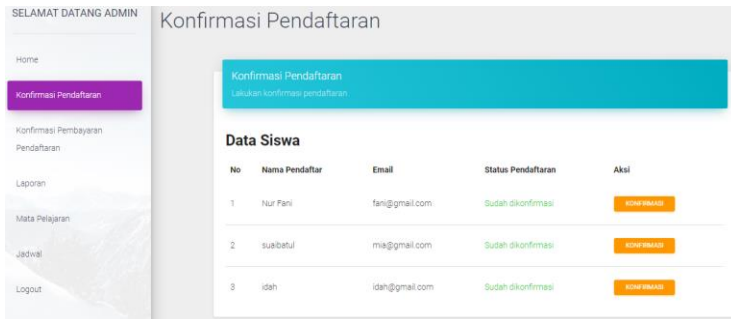 SELAMAT DATANG ADMIN
Home
Konfirmasi Pendaftaran
Konfirmasi Pembayaran
Pendaftaran
Laporan
Mata Pelajaran
Jadwal
Logout
Konfirmasi Pendaftaran
Konfirmasi Pendaftaran
Lakukan konfirmasi pendaftaran
Data Siswa
No Nama Pendaftar Email Status Pendaftaran Aksi
1 Nur Fani fani@gmail.com Sudah dikonfirmasi KONFIRMASI
2 suaibatul mia@gmail.com Sudah dikonfirmasi KONFIRMASI
3 idah idah@gmail.com Sudah dikonfirmasi KONFIRMASI